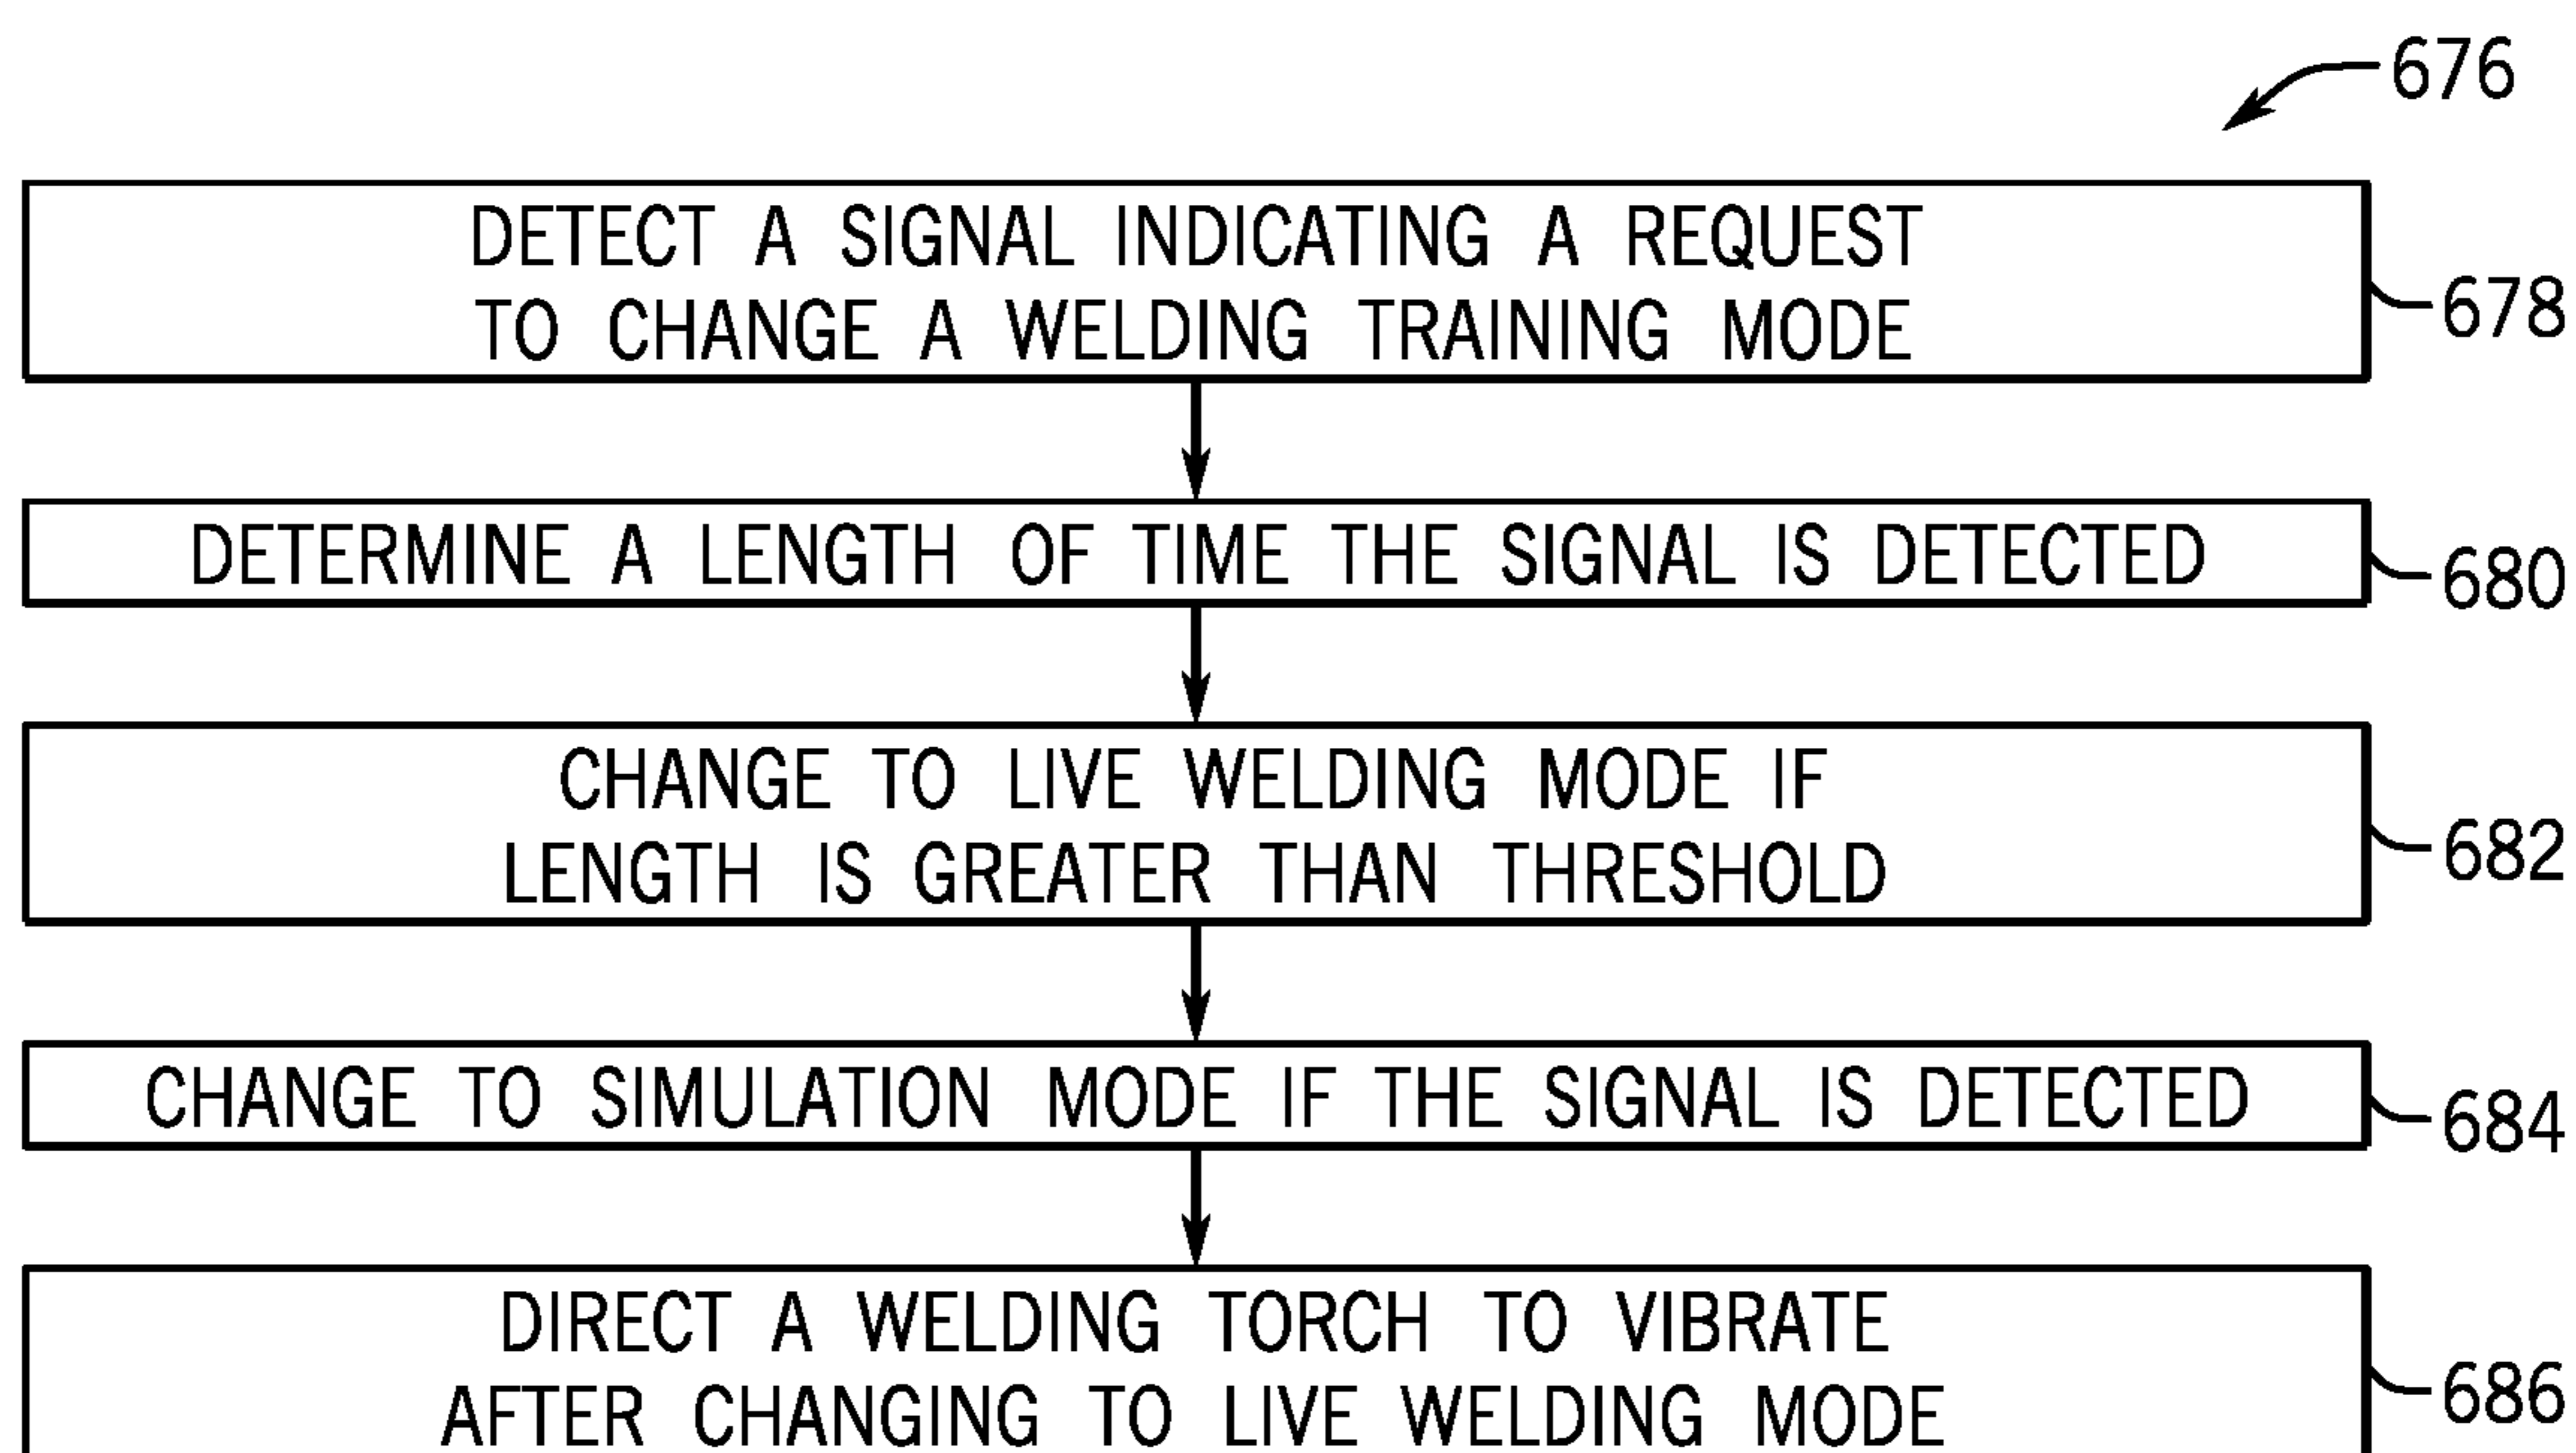 676
DETECT A SIGNAL INDICATING A REQUEST
TO CHANGE A WELDING TRAINING MODE
678
DETERMINE A LENGTH OF TIME THE SIGNAL IS DETECTED
680
CHANGE TO LIVE WELDING MODE IF
LENGTH IS GREATER THAN THRESHOLD
682
CHANGE TO SIMULATION MODE IF THE SIGNAL IS DETECTED
684
DIRECT A WELDING TORCH TO VIBRATE
AFTER CHANGING TO LIVE WELDING MODE
686